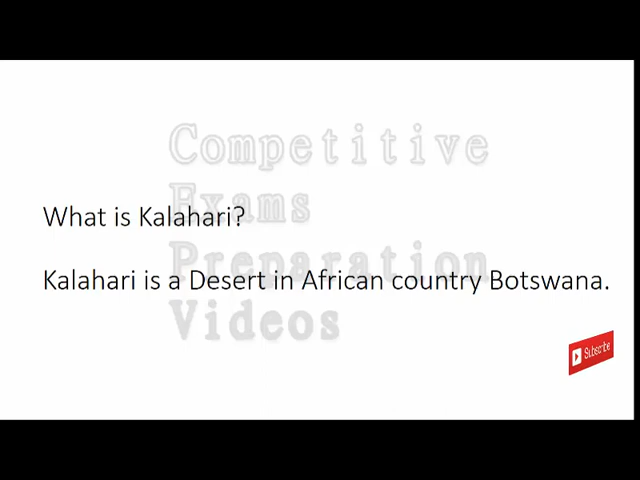 Competitive
Exams
What is Kalahari?
Preparation
Kalahari is a Desert in African country Botswana.
Videos
Subscribe